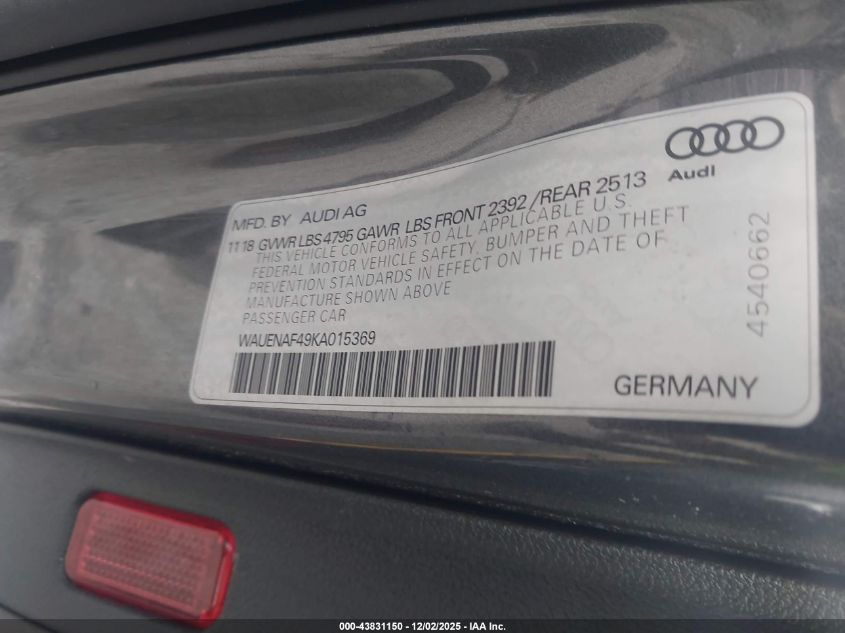 Audi
MFD. BY AUDI AG
11 18 GVWR LBS 4795 GAWR LBS FRONT 2392 / REAR 2513
THIS VEHICLE CONFORMS TO ALL APPLICABLE U.S.
FEDERAL MOTOR VEHICLE SAFETY, BUMPER AND THEFT
PREVENTION STANDARDS IN EFFECT ON THE DATE OF
MANUFACTURE SHOWN ABOVE
PASSENGER CAR
WAUENAF49KA015369
4540662
GERMANY
000-43831150 - 12/02/2025 - IAA Inc.